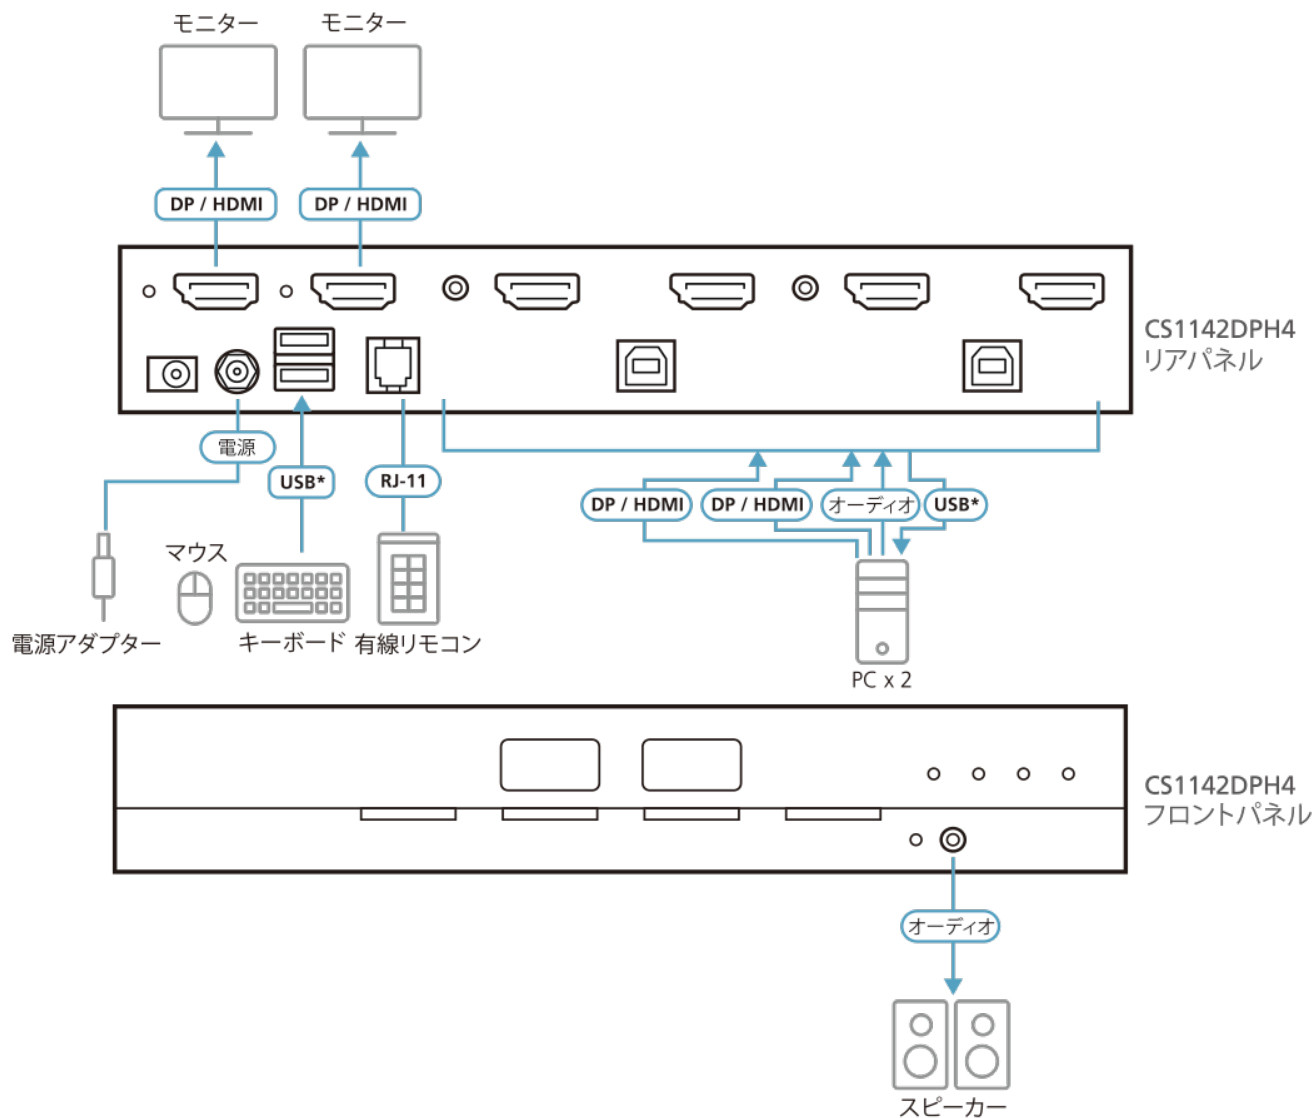 モニター
モニター
DP / HDMI
DP / HDMI
CS1142DPH4
リアパネル
電源
USB*
RJ-11
DP / HDMI
DP / HDMI
オーディオ
USB*
マウス
電源アダプター
キーボード
有線リモコン
PC x 2
CS1142DPH4
フロントパネル
オーディオ
スピーカー